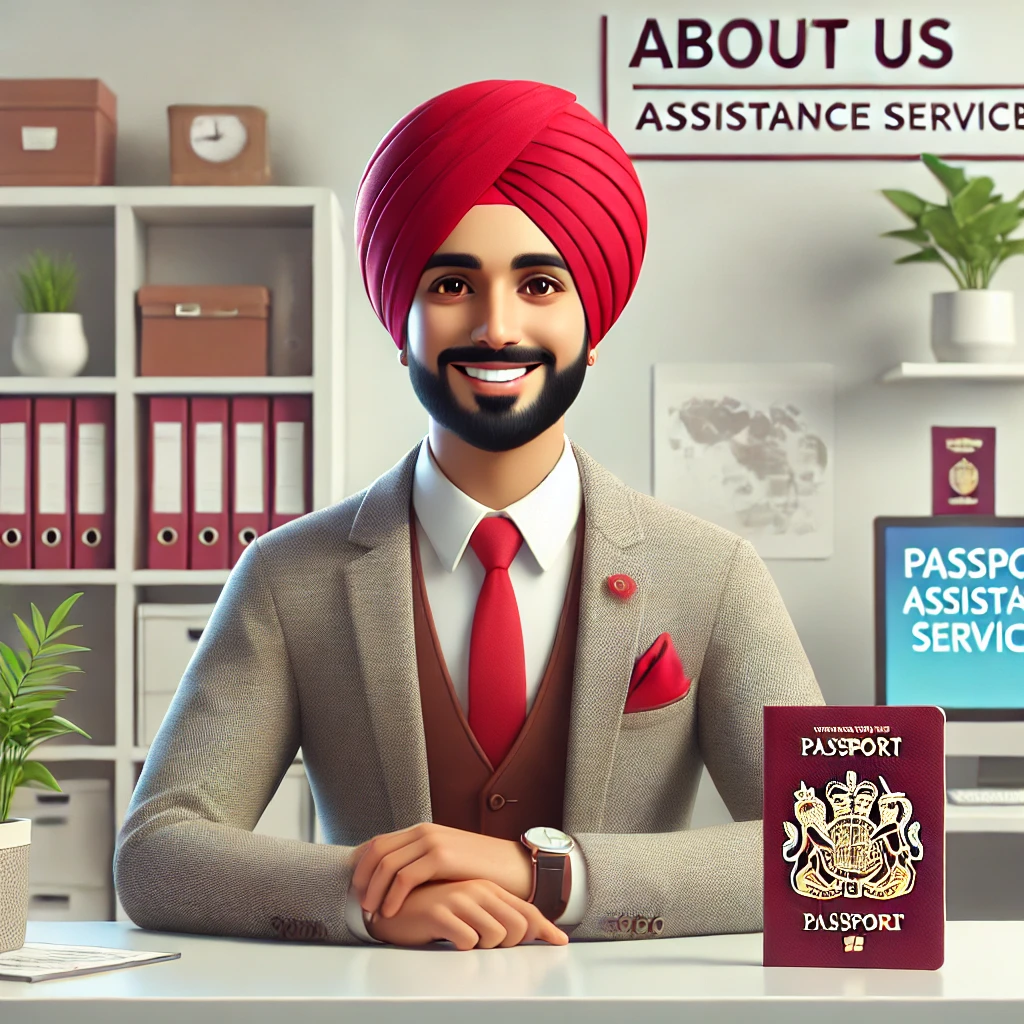 ABOUT US
ASSISTANCE SERVICE
PASSPO
ASSISTA
SERVIC
PASSPORT
PASSPORT